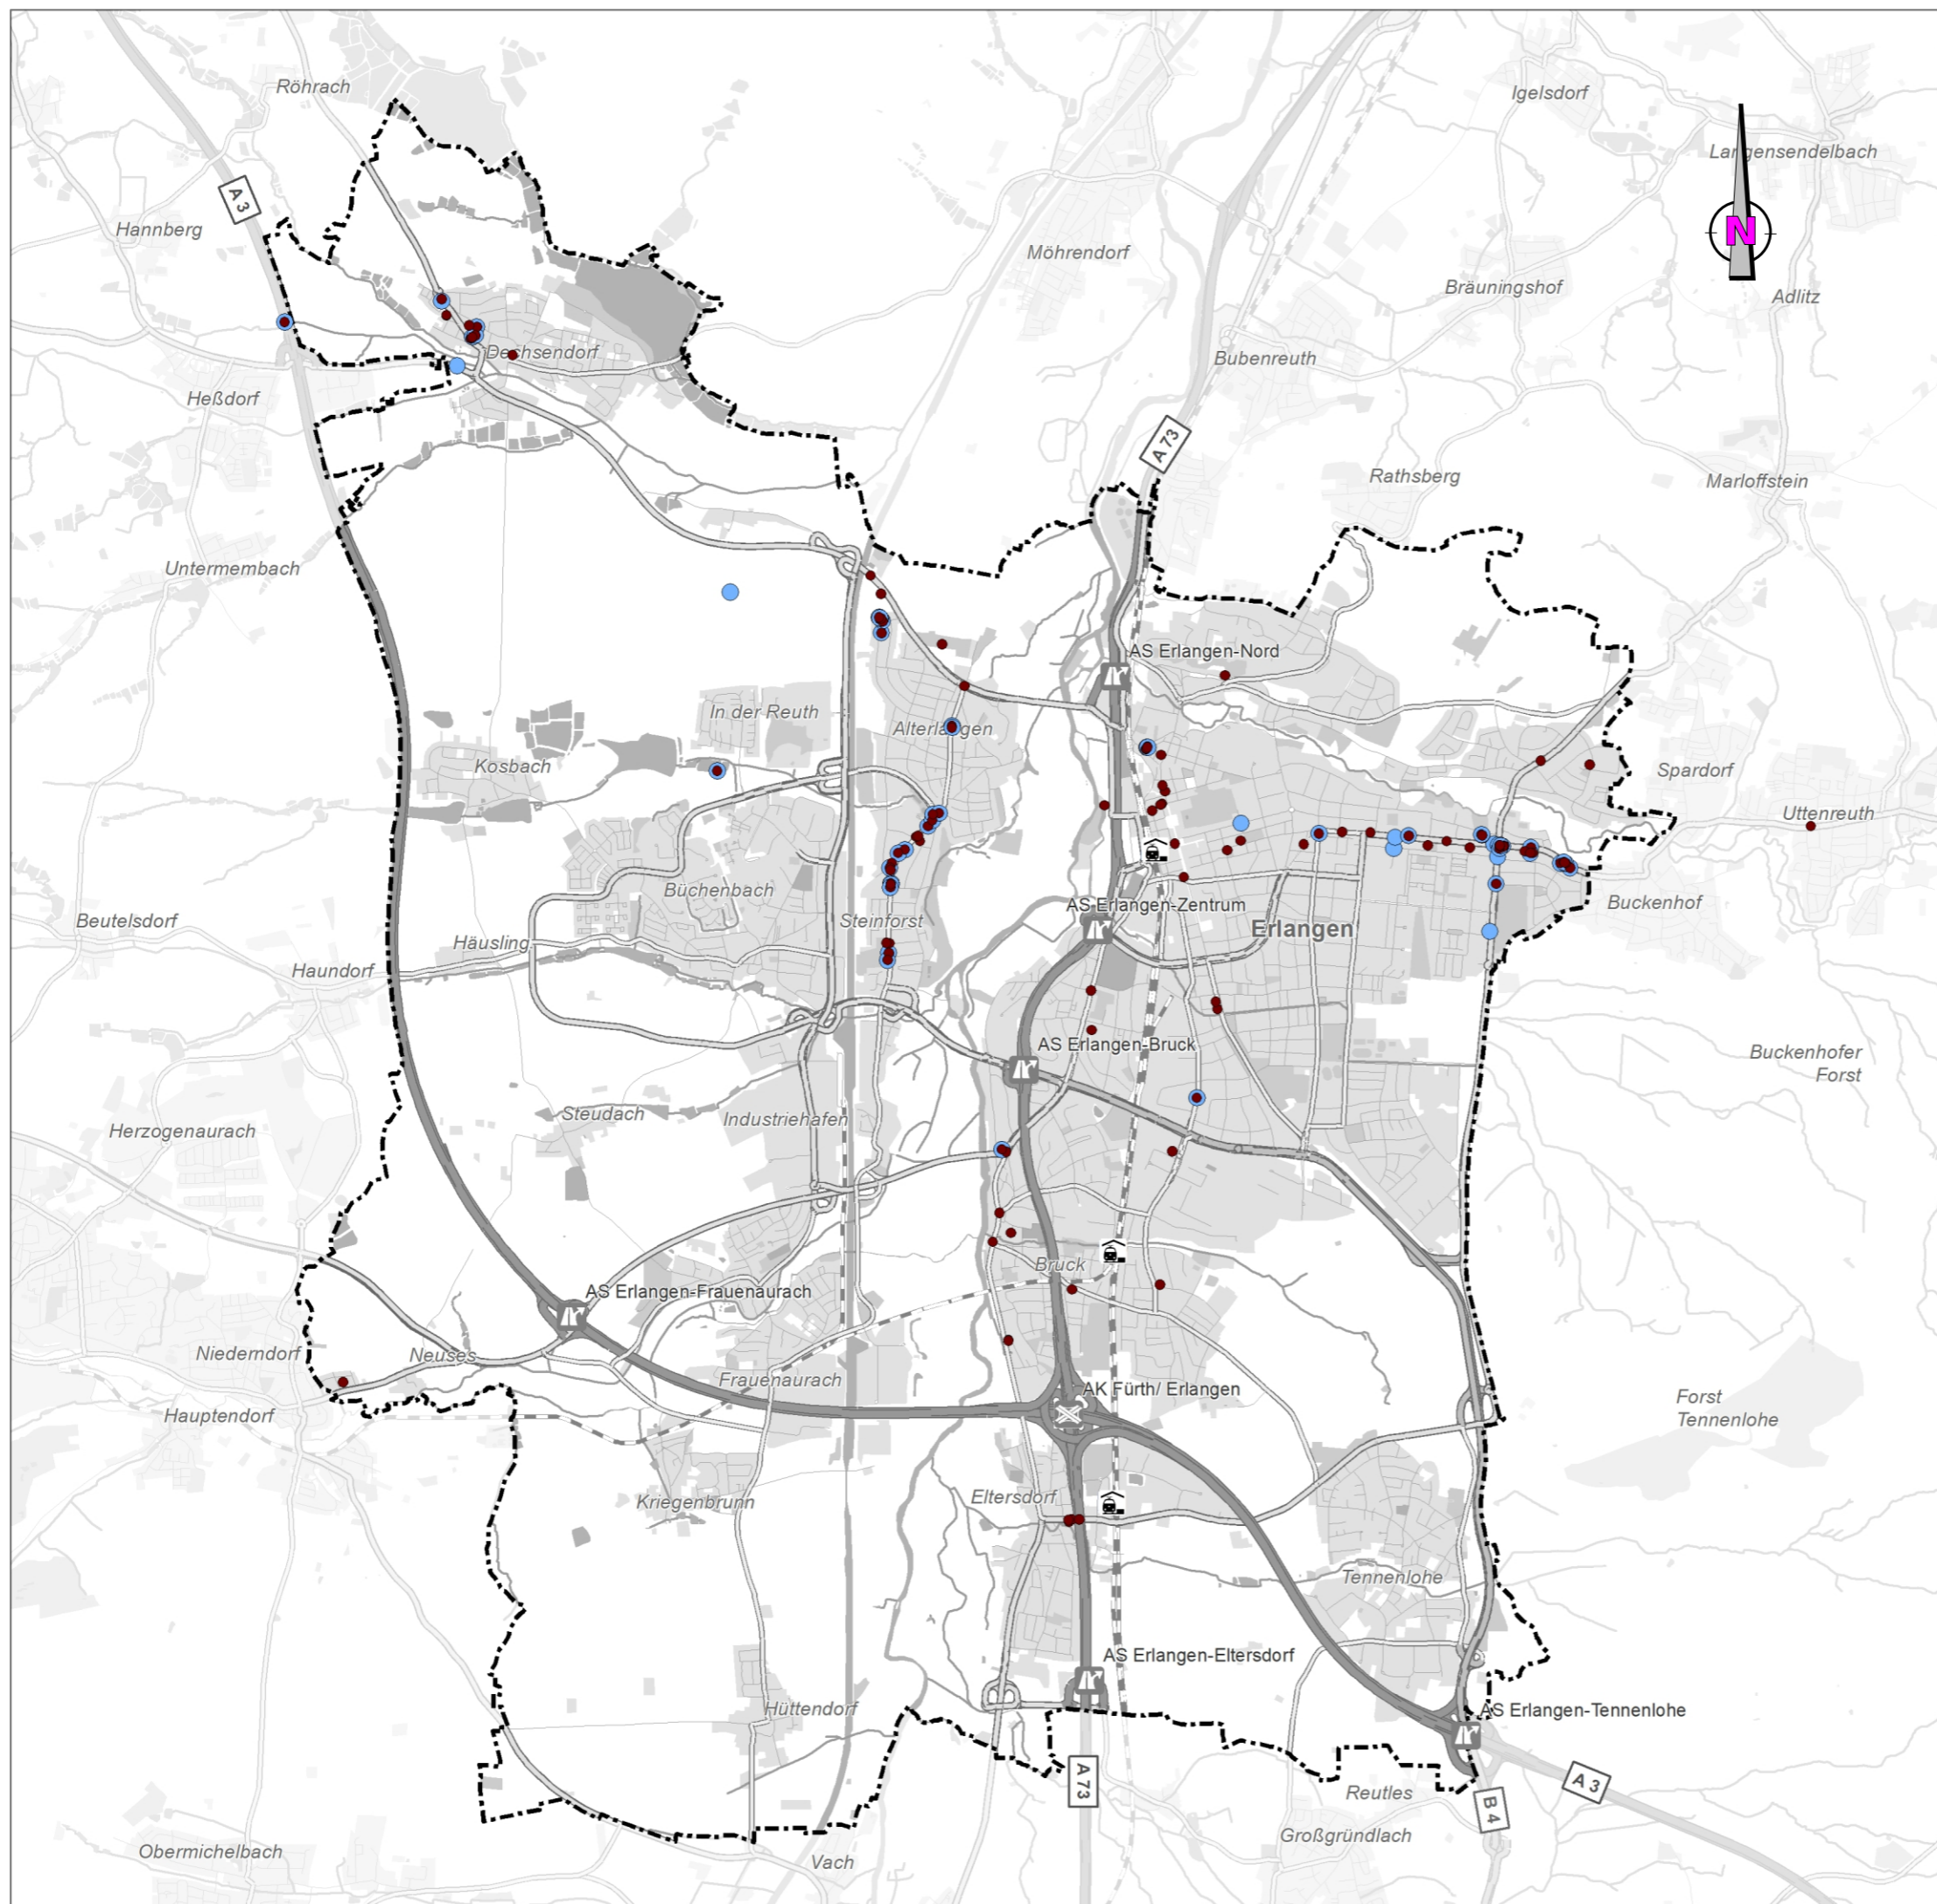 Röhrach
Igelsdorf
Langensendelbach
A 3
Hannberg
N
Möhrendorf
Bräuningshof
Adlitz
Dechsendorf
Bubenreuth
Heßdorf
A 73
Rathsberg
Marloffstein
Untermembach
AS Erlangen-Nord
In der Reuth
Alterlangen
Kosbach
Spardorf
Uttenreuth
Büchenbach
Buckenhof
AS Erlangen-Zentrum
Beutelsdorf
Steinforst
Erlangen
Häusling
Haundorf
AS Erlangen-Bruck
Buckenhofer
Forst
Steudach
Industriehafen
Herzogenaurach
Bruck
AS Erlangen-Frauenaurach
Niederndorf
Neuses
Frauenaurach
AK Fürth/ Erlangen
Forst
Tennenlohe
Hauptendorf
Kriegenbrunn
Eltersdorf
Tennenlohe
AS Erlangen-Eltersdorf
Hüttendorf
AS Erlangen-Tennenlohe
A 73
A 3
Reutles
B 4
Großgründlach
Obermichelbach
Vach